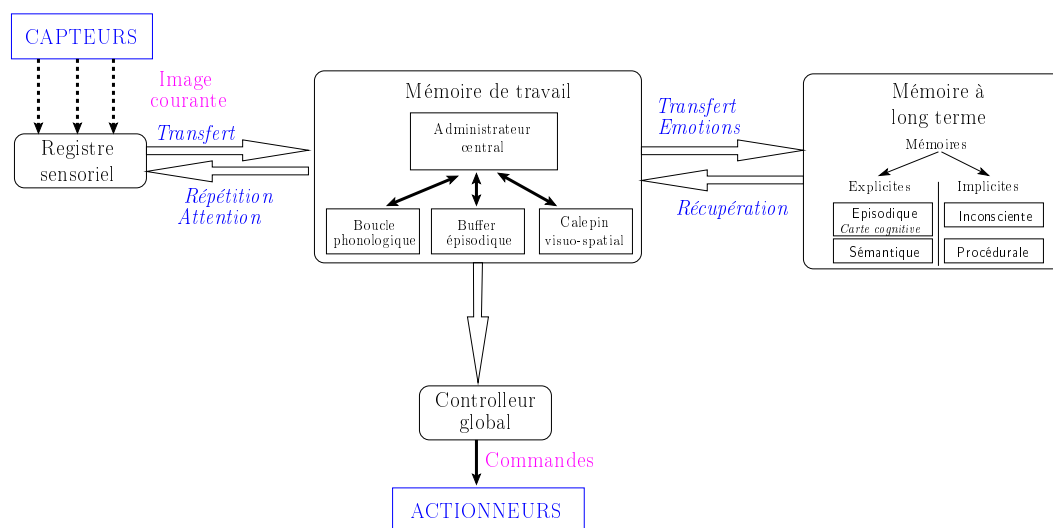 CAPTEURS
Image
courante
Transfert
Registre
sensoriel
Répétition
Attention
Mémoire de travail
Administrateur
central
Boucle
phonologique
Buffer
épisodique
Calepin
visuo-spatial
Transfert
Emotions
Récupération
Mémoire à
long terme
Mémoires
Explicites
Implicites
Episodique
Carte cognitive
Sémantique
Inconsciente
Procédurale
Controlleur
global
Commandes
ACTIONNEURS